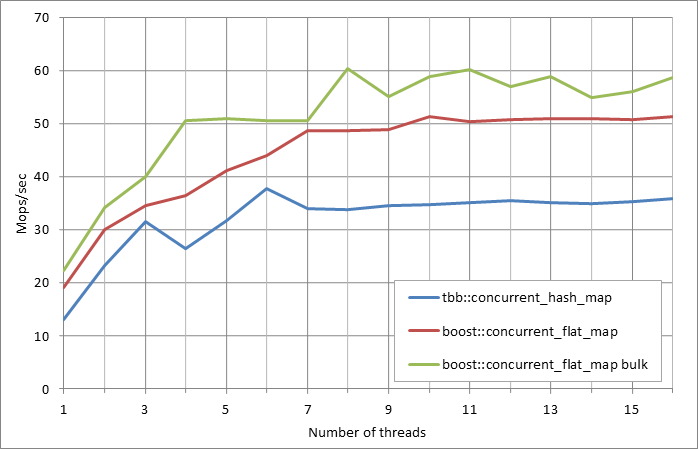 70
60
50
40
30
20
10
0
Mops/sec
1 3 5 7 9 11 13 15
Number of threads
tbb::concurrent_hash_map
boost::concurrent_flat_map
boost::concurrent_flat_map bulk